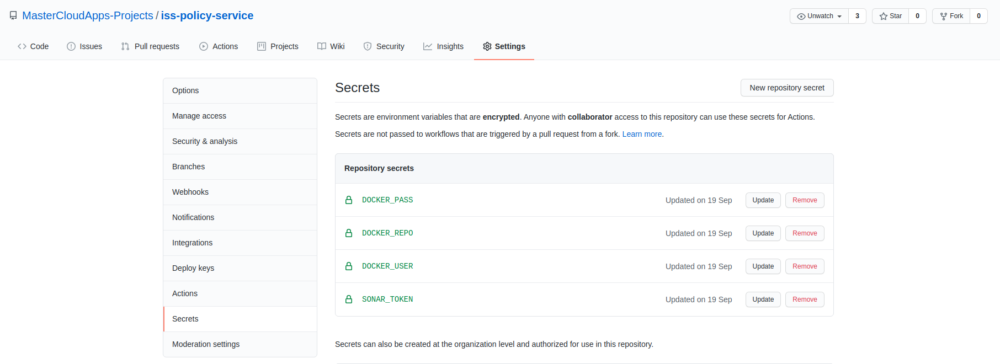 MasterCloudApps-Projects / iss-policy-service
Unwatch 3 Star 0 Fork 0
Code Issues Pull requests Actions Projects Wiki Security Insights Settings
Options
Manage access
Security & analysis
Branches
Webhooks
Notifications
Integrations
Deploy keys
Actions
Secrets
Moderation settings
Secrets New repository secret
Secrets are environment variables that are encrypted. Anyone with collaborator access to this repository can use these secrets for Actions.
Secrets are not passed to workflows that are triggered by a pull request from a fork. Learn more.
Repository secrets
DOCKER_PASS Updated on 19 Sep Update Remove
DOCKER_REPO Updated on 19 Sep Update Remove
DOCKER_USER Updated on 19 Sep Update Remove
SONAR_TOKEN Updated on 19 Sep Update Remove
Secrets can also be created at the organization level and authorized for use in this repository.